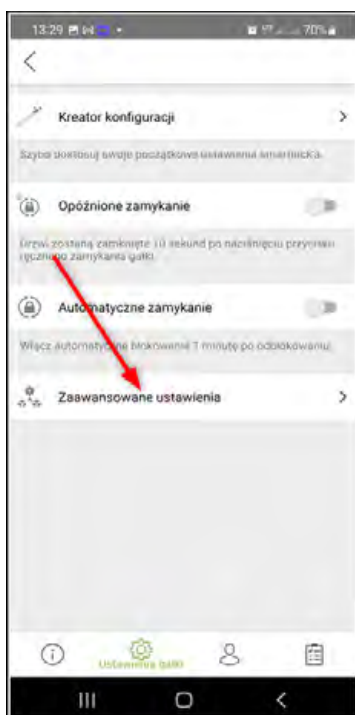 13:29 70%
Kreator konfiguracji
Szybo dostosuj swoje początkowe ustawienia smartlocka.
Opóźnione zamykanie
Drzwi zostaną zamknięte 10 sekund po naciśnięciu przycisku
ręcznego zamykania gałki.
Automatyczne zamykanie
Włącz automatyczne blokowanie 1 minutę po odblokowaniu.
Zaawansowane ustawienia
Ustawienia gałki